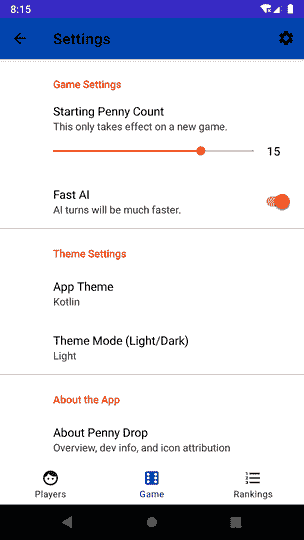 8:15
Settings
Game Settings
Starting Penny Count
This only takes effect on a new game.
15
Fast AI
AI turns will be much faster.
Theme Settings
App Theme
Kotlin
Theme Mode (Light/Dark)
Light
About the App
About Penny Drop
Overview, dev info, and icon attribution
Players
Game
Rankings